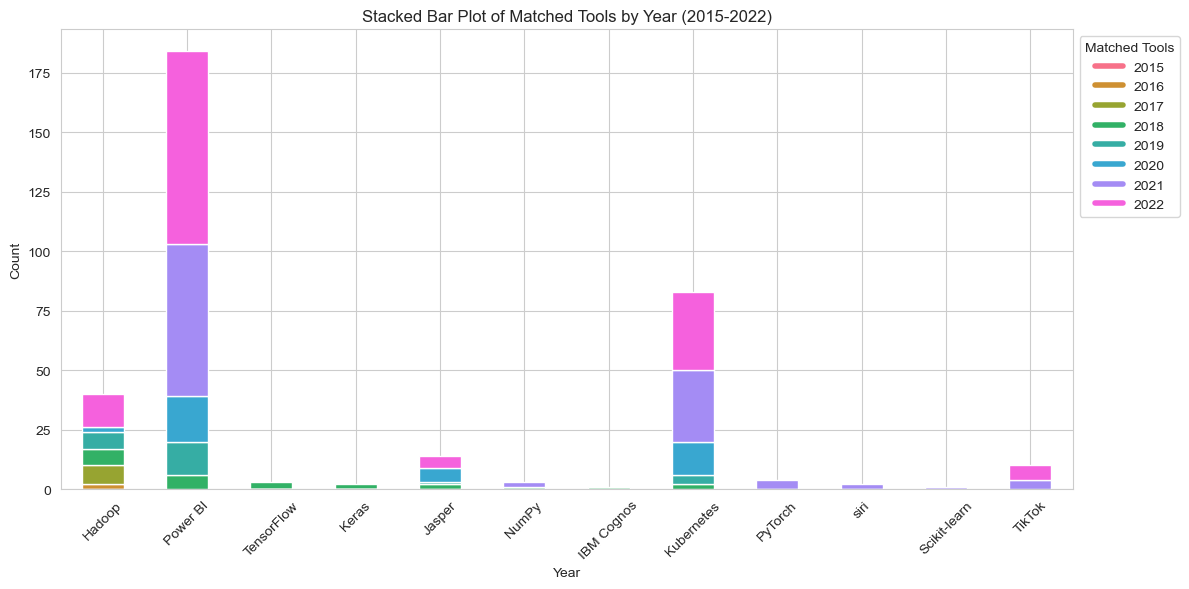 Stacked Bar Plot of Matched Tools by Year (2015-2022)
Matched Tools
2015
2016
2017
2018
2019
2020
2021
2022
Count
175
150
125
100
75
50
25
0
Hadoop
Power BI
TensorFlow
Keras
Jasper
NumPy
IBM Cognos
Kubernetes
PyTorch
siri
Scikit-learn
TikTok
Year